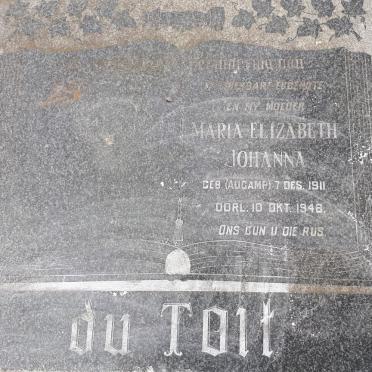 EN MY MOEDER
MARIA ELIZABETH
JOHANNA
GEB (AUCAMP) 7 DES. 1911
OORL. 10 OKT. 1948
ONS GUN U DIE RUS
du Toit